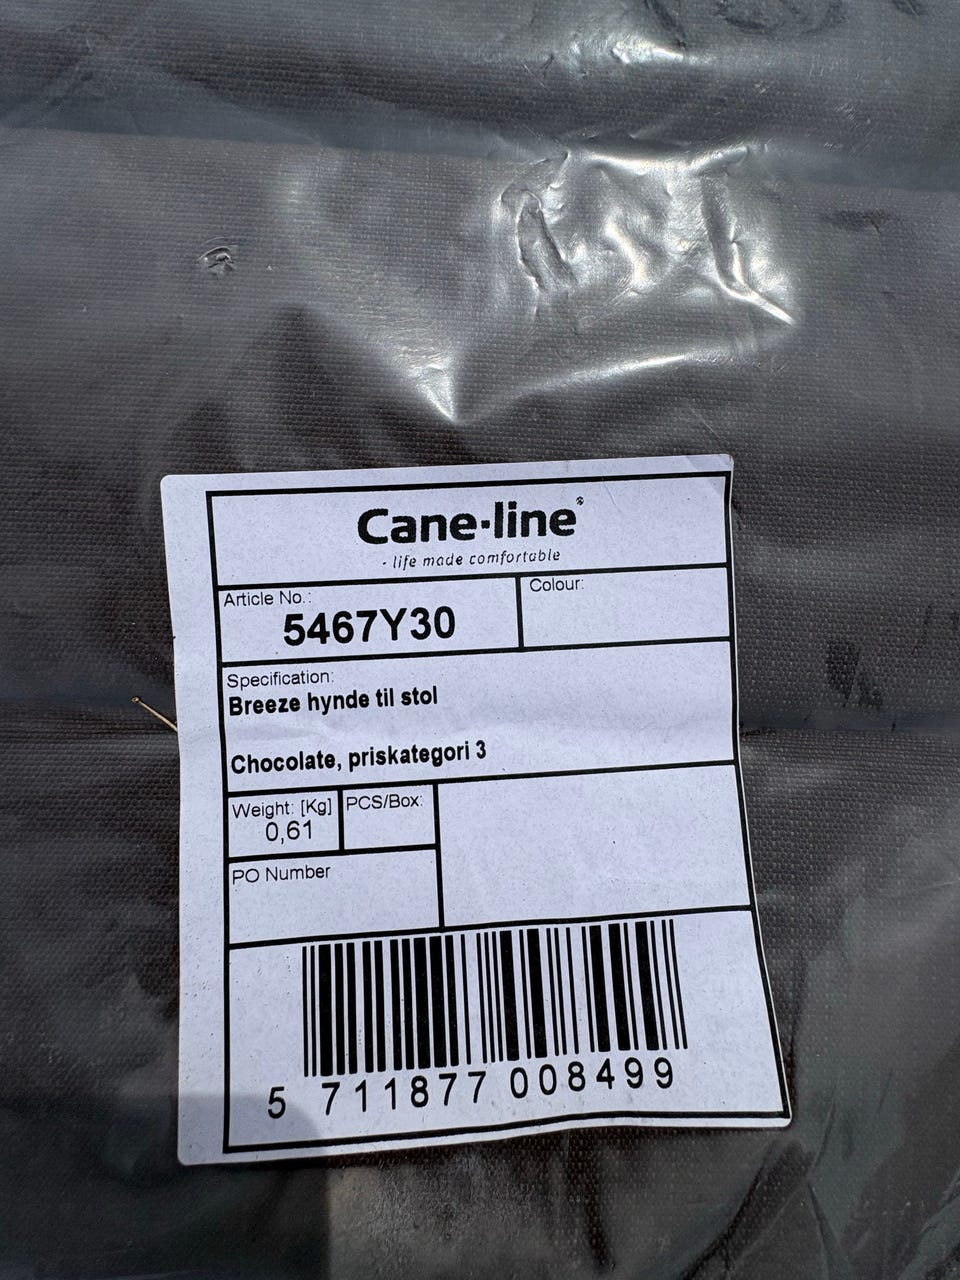 Cane-line®
- life made comfortable
Article No.:
5467Y30
Colour:
Specification:
Breeze hynde til stol
Chocolate, priskategori 3
Weight: [Kg]
0,61
PCS/Box:
PO Number
5 711877 008499